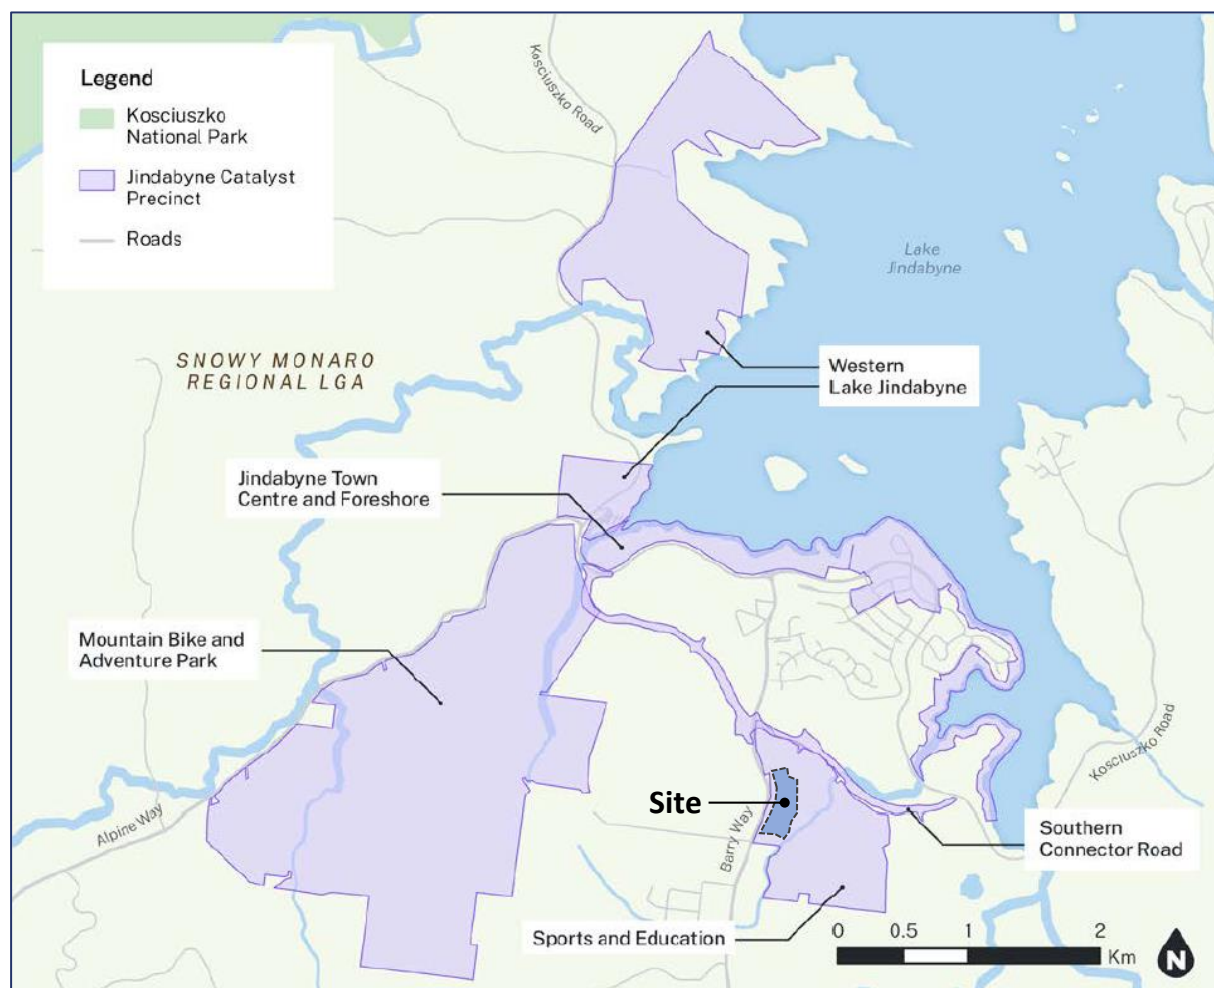 Legend
Kosciuszko
National Park
Jindabyne Catalyst
Precinct
Roads
Kosciuszko Road
Lake
Jindabyne
SNOWY MONARO
REGIONAL LGA
Western
Lake Jindabyne
Jindabyne Town
Centre and Foreshore
Mountain Bike and
Adventure Park
Alpine Way
Site
Barry Way
Kosciuszko Road
Southern
Connector Road
Sports and Education
0 0.5 1 2
Km
N